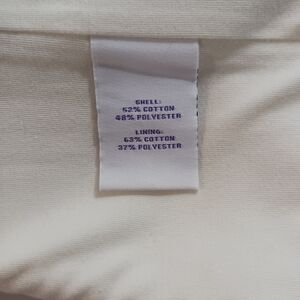 SHELL:
52% COTTON
48% POLYESTER
LINING:
63% COTTON
37% POLYESTER